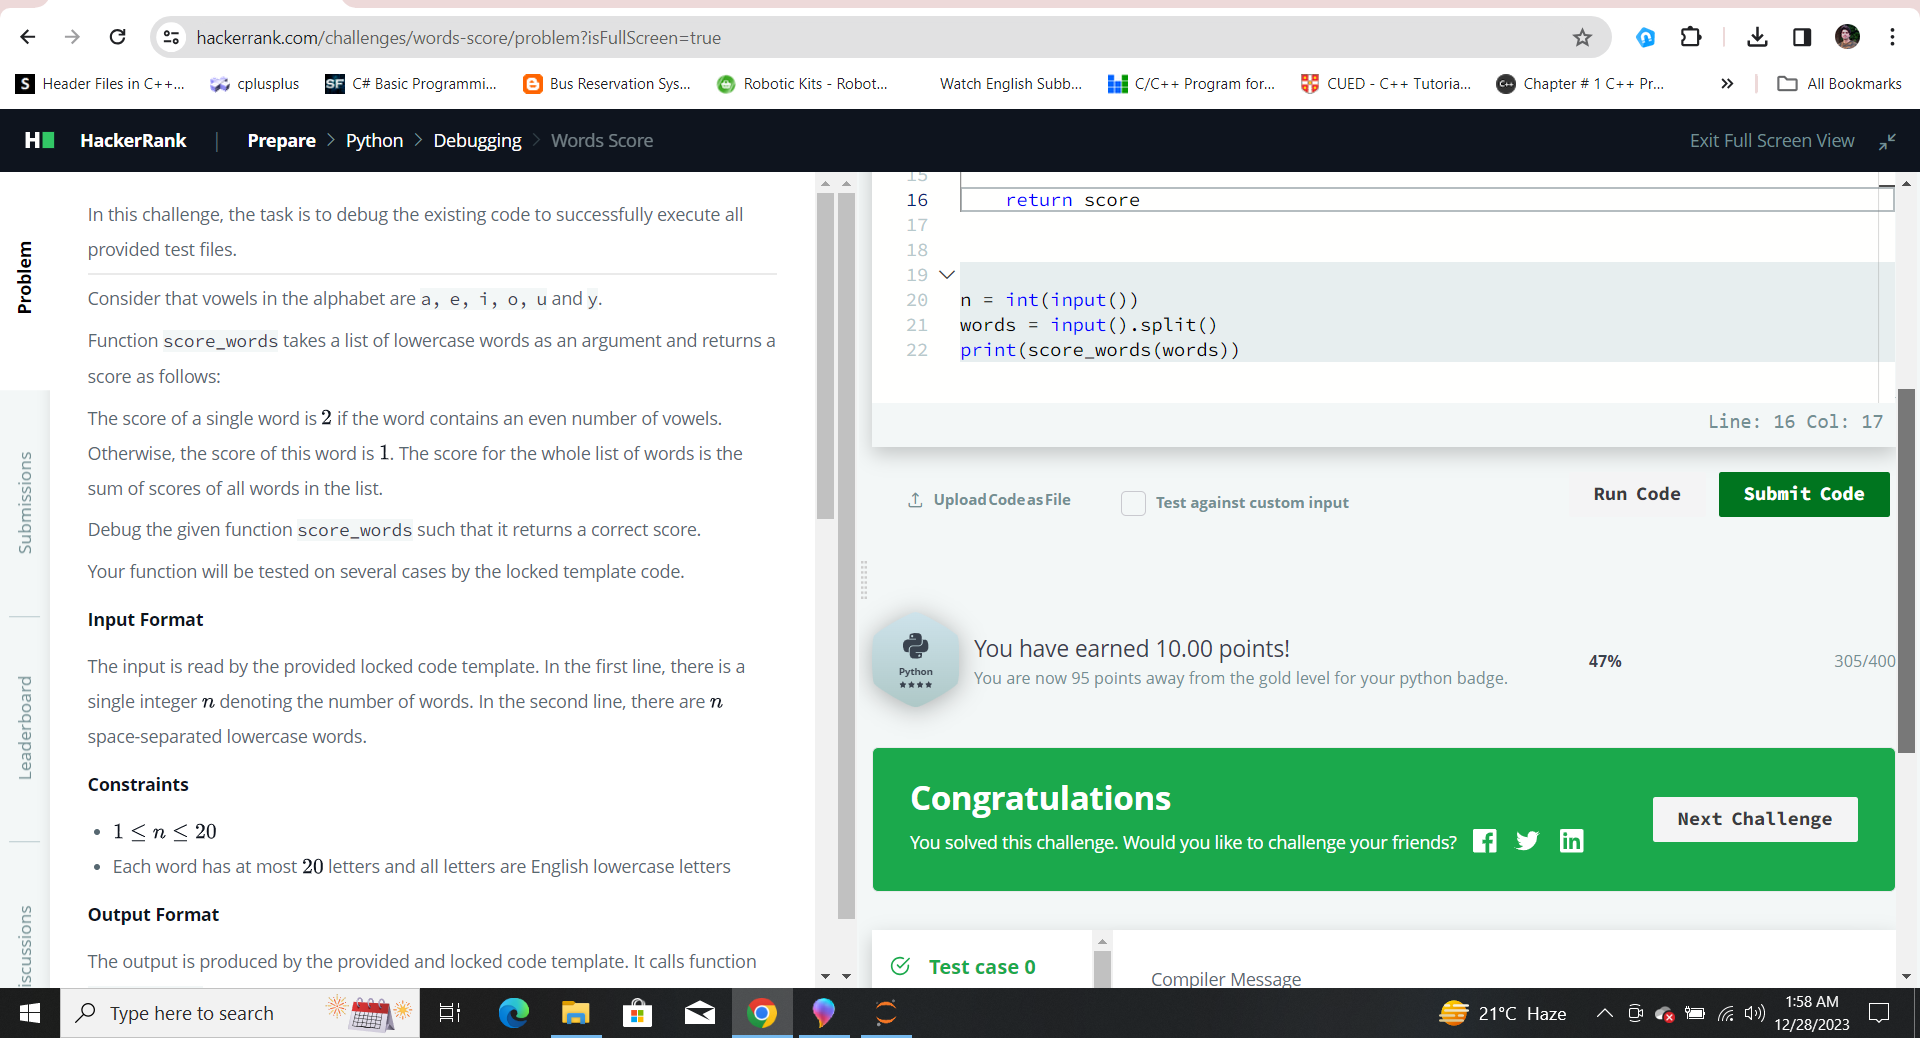 hackerrank.com/challenges/words-score/problem?isFullScreen=true
S Header Files in C++...
cplusplus
SF C# Basic Programmi...
Bus Reservation Sys...
Robotic Kits - Robot...
Watch English Subb...
C/C++ Program for...
CUED - C++ Tutoria...
C++ Chapter # 1 C++ Pr...
»
All Bookmarks
H HackerRank | Prepare > Python > Debugging > Words Score
Exit Full Screen View
Problem
Submissions
Leaderboard
In this challenge, the task is to debug the existing code to successfully execute all
provided test files.
Consider that vowels in the alphabet are a, e, i, o, u and y.
Function score_words takes a list of lowercase words as an argument and returns a
score as follows:
The score of a single word is 2 if the word contains an even number of vowels.
Otherwise, the score of this word is 1. The score for the whole list of words is the
sum of scores of all words in the list.
Debug the given function score_words such that it returns a correct score.
Your function will be tested on several cases by the locked template code.
Input Format
The input is read by the provided locked code template. In the first line, there is a
single integer n denoting the number of words. In the second line, there are n
space-separated lowercase words.
Constraints
• 1 ≤ n ≤ 20
• Each word has at most 20 letters and all letters are English lowercase letters
Output Format
The output is produced by the provided and locked code template. It calls function
15
16 return score
17
18
19
20 n = int(input())
21 words = input().split()
22 print(score_words(words))
Line: 16 Col: 17
Upload Code as File
Test against custom input
Run Code
Submit Code
Python
You have earned 10.00 points!
You are now 95 points away from the gold level for your python badge.
47%
305/400
Congratulations
You solved this challenge. Would you like to challenge your friends?
Next Challenge
Test case 0
Compiler Message
Type here to search
21°C Haze
1:58 AM
12/28/2023